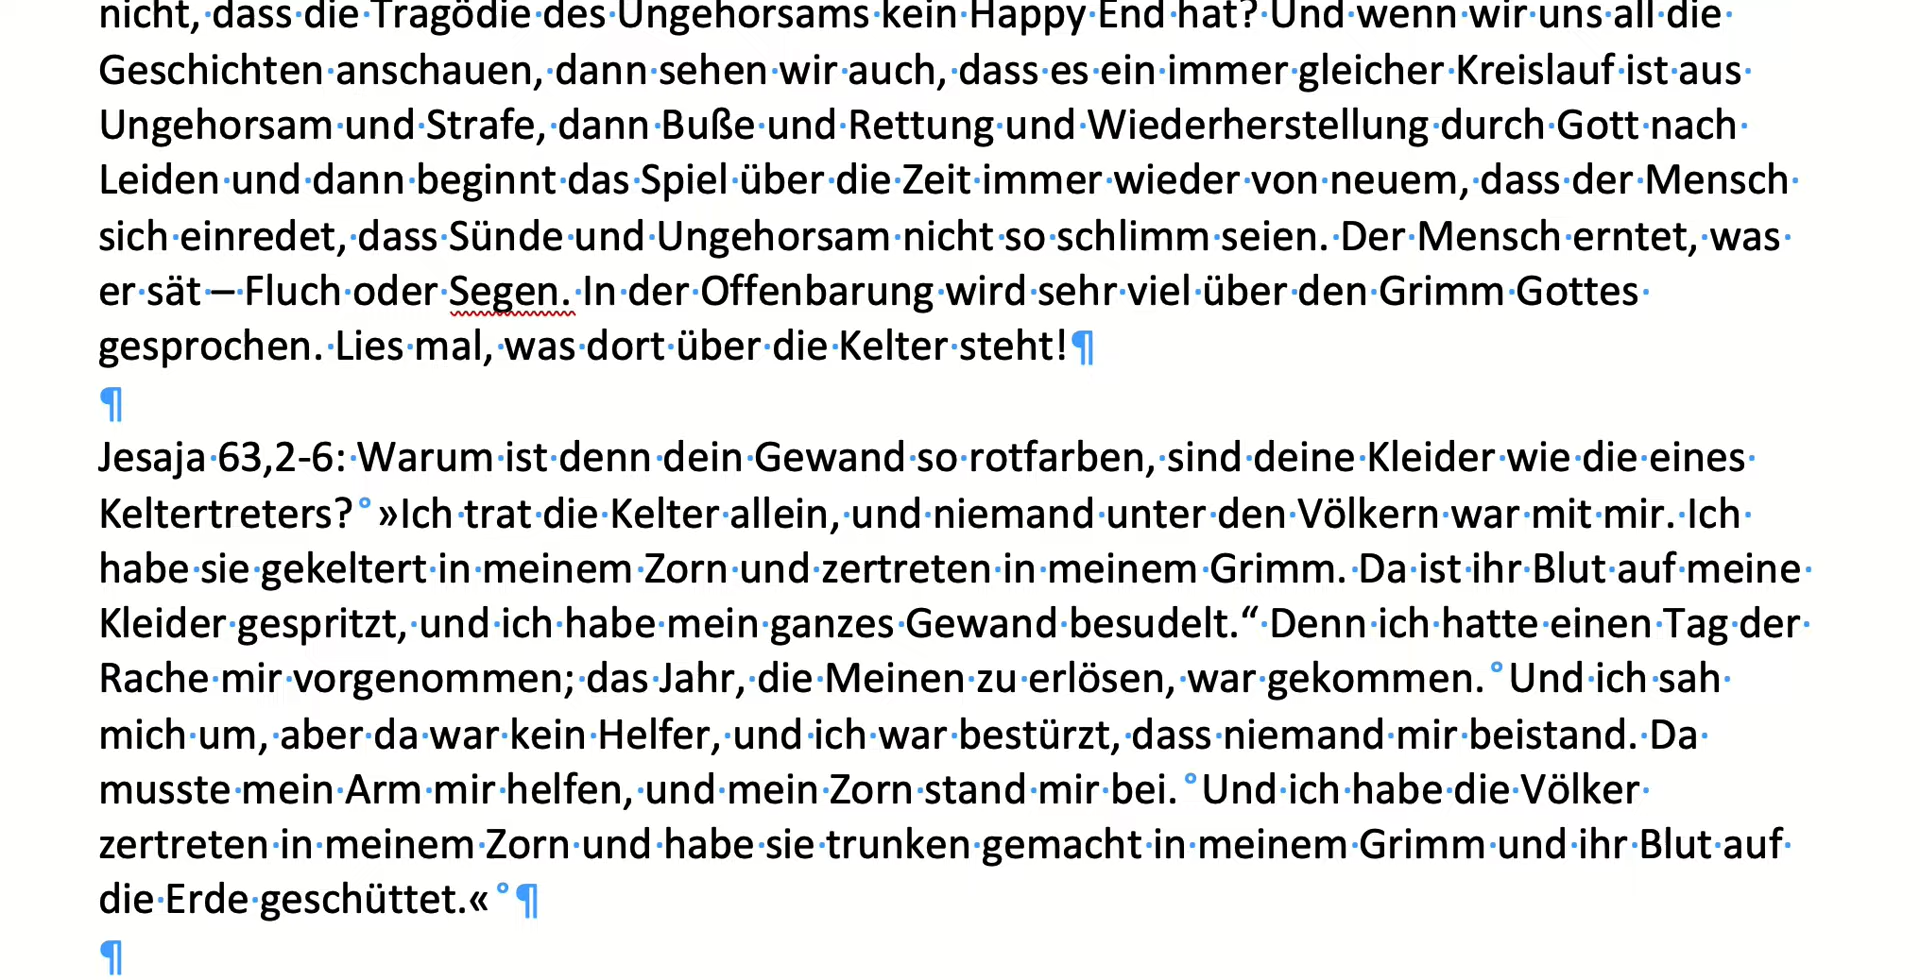 nicht, dass die Tragödie des Ungehorsams kein Happy End hat? Und wenn wir uns all die
Geschichten anschauen, dann sehen wir auch, dass es ein immer gleicher Kreislauf ist aus
Ungehorsam und Strafe, dann Buße und Rettung und Wiederherstellung durch Gott nach
Leiden und dann beginnt das Spiel über die Zeit immer wieder von neuem, dass der Mensch
sich einredet, dass Sünde und Ungehorsam nicht so schlimm seien. Der Mensch erntet, was
er sät – Fluch oder Segen. In der Offenbarung wird sehr viel über den Grimm Gottes
gesprochen. Lies mal, was dort über die Kelter steht!¶
¶
Jesaja 63,2-6: Warum ist denn dein Gewand so rotfarben, sind deine Kleider wie die eines
Keltertreters? »Ich trat die Kelter allein, und niemand unter den Völkern war mit mir. Ich
habe sie gekeltert in meinem Zorn und zertreten in meinem Grimm. Da ist ihr Blut auf meine
Kleider gespritzt, und ich habe mein ganzes Gewand besudelt.“ Denn ich hatte einen Tag der
Rache mir vorgenommen; das Jahr, die Meinen zu erlösen, war gekommen. Und ich sah
mich um, aber da war kein Helfer, und ich war bestürzt, dass niemand mir beistand. Da
musste mein Arm mir helfen, und mein Zorn stand mir bei. Und ich habe die Völker
zertreten in meinem Zorn und habe sie trunken gemacht in meinem Grimm und ihr Blut auf
die Erde geschüttet.« ¶
¶